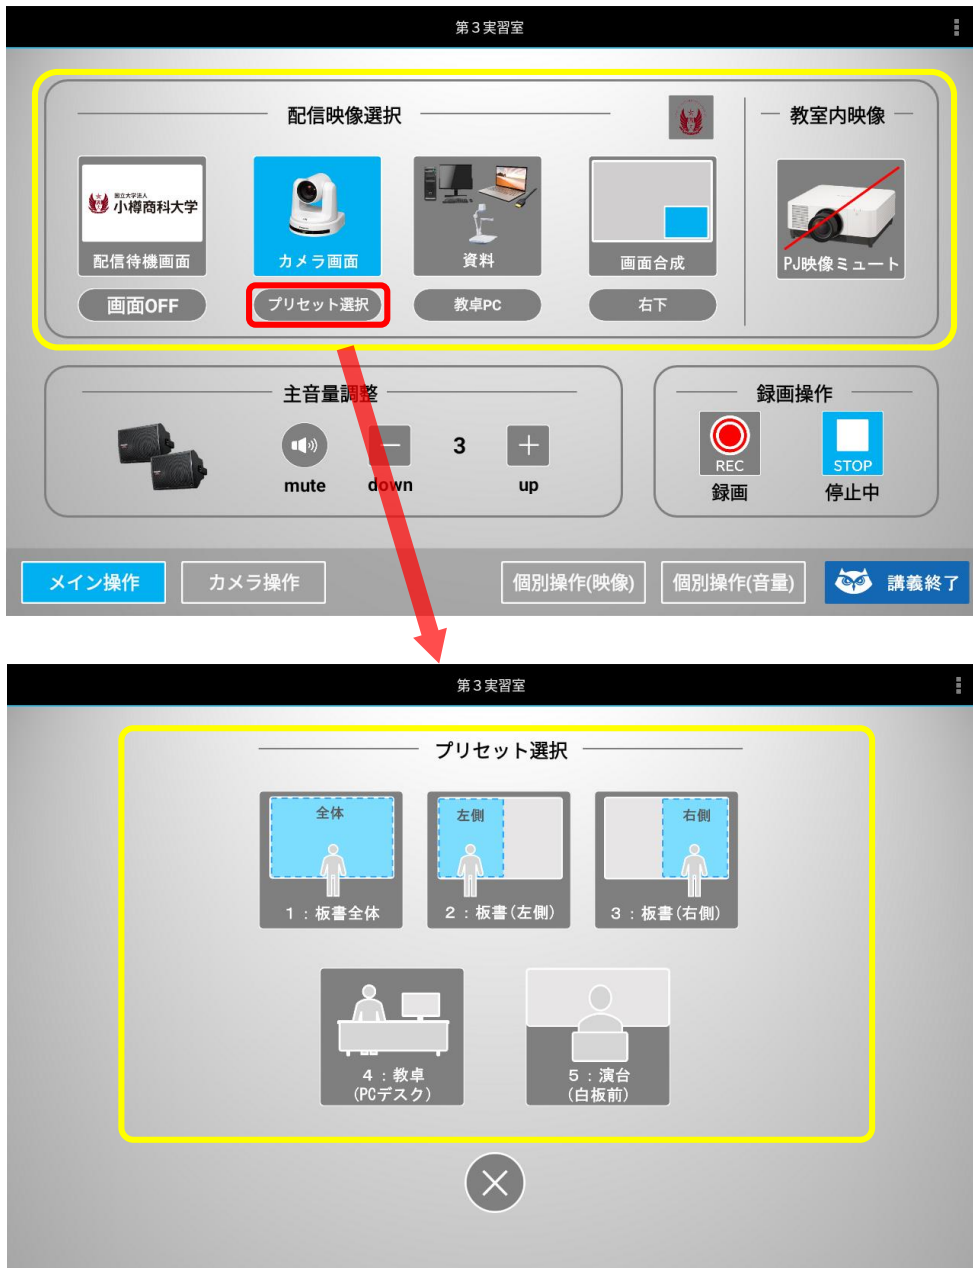 第３実習室
配信映像選択
教室内映像
国立大学法人
小樽商科大学
配信待機画面
カメラ画面
資料
画面合成
PJ映像ミュート
画面OFF
プリセット選択
教卓PC
右下
主音量調整
録画操作
3
REC
STOP
mute
down
up
録画
停止中
メイン操作
カメラ操作
個別操作(映像)
個別操作(音量)
講義終了
第３実習室
プリセット選択
全体
左側
右側
1：板書全体
2：板書(左側)
3：板書(右側)
4：教卓
(PCデスク)
5：演台
(白板前)